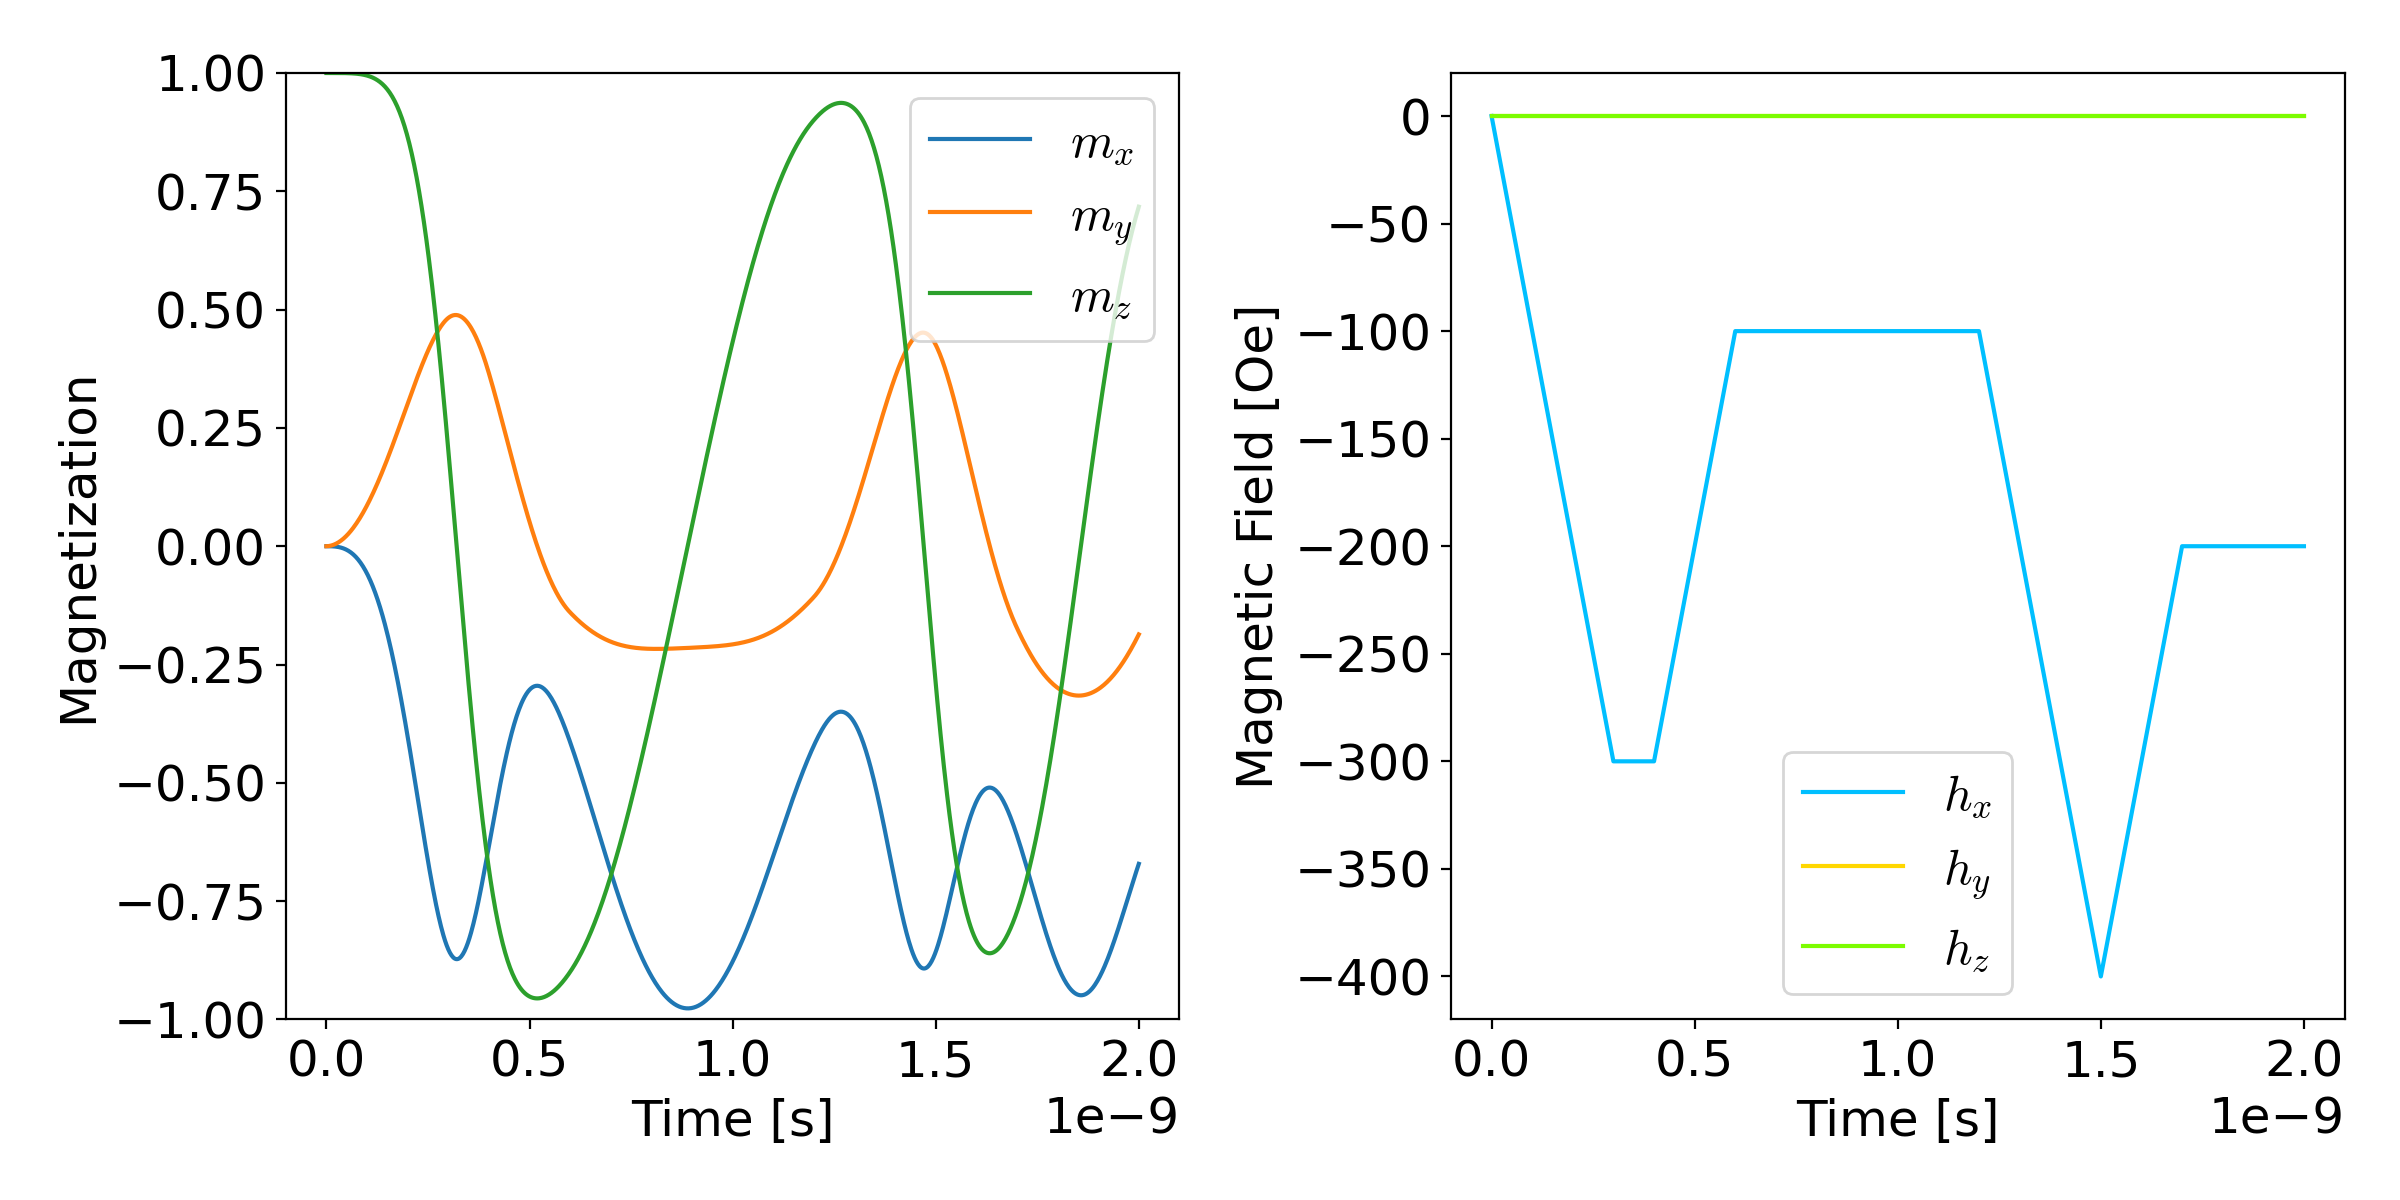 Magnetization
1.00
0.75
0.50
0.25
0.00
−0.25
−0.50
−0.75
−1.00
0.0 0.5 1.0 1.5 2.0
Time [s]
1e−9
m_x
m_y
m_z
Magnetic Field [Oe]
0
−50
−100
−150
−200
−250
−300
−350
−400
0.0 0.5 1.0 1.5 2.0
Time [s]
1e−9
h_x
h_y
h_z